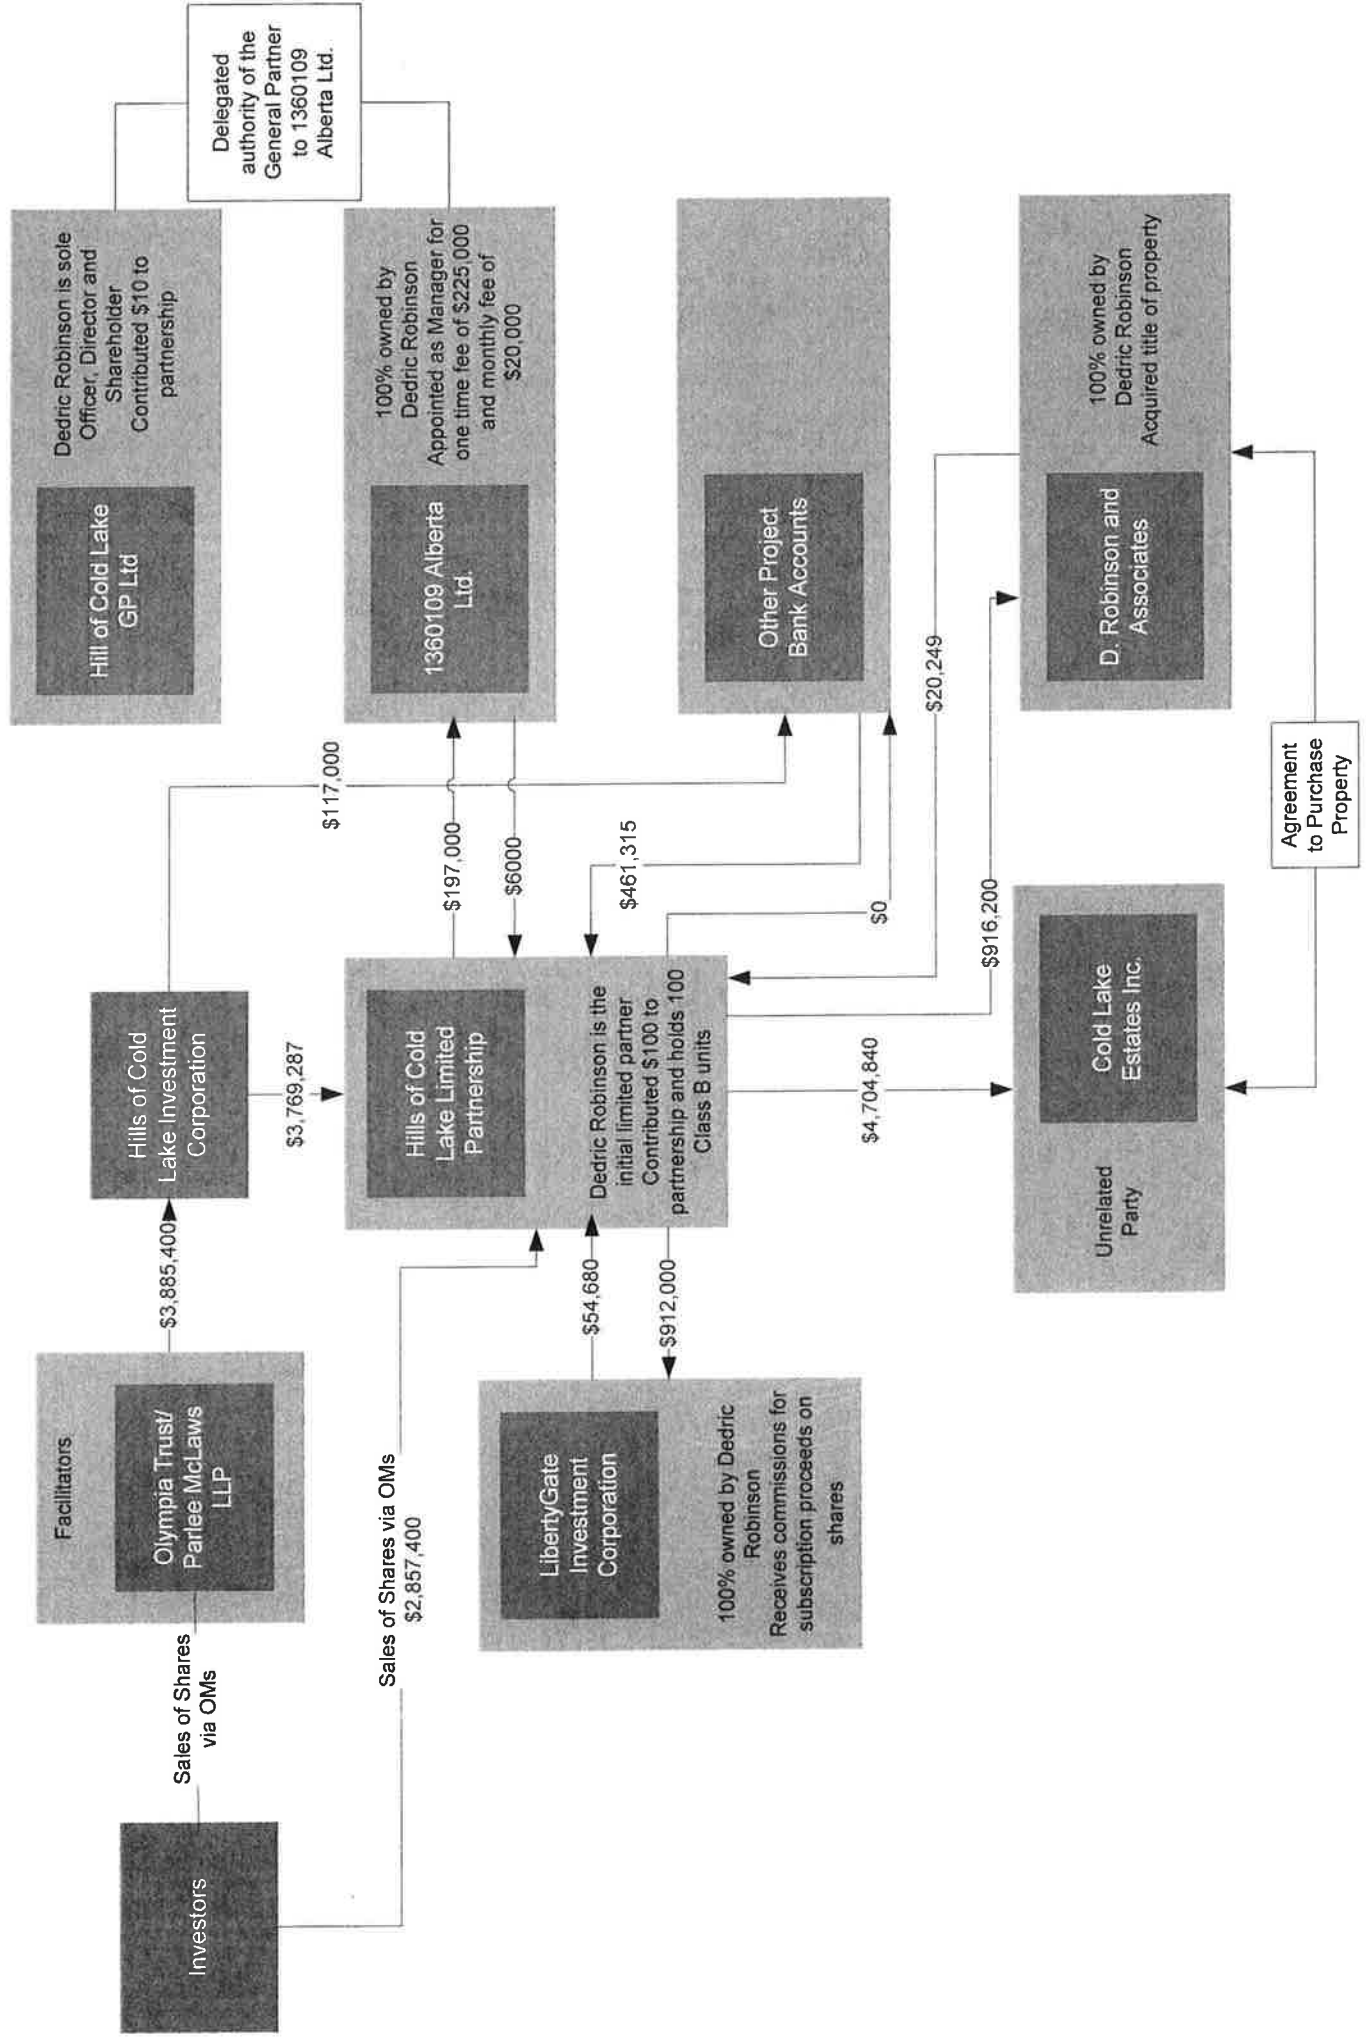 Investors
Sales of Shares
via OMs
Facilitators
Olympia Trust/
Parlee McLaws
LLP
$3,885,400
Hills of Cold
Lake Investment
Corporation
$117,000
$3,769,287
Hill of Cold Lake
GP Ltd
Dedric Robinson is sole
Officer, Director and
Shareholder
Contributed $10 to
partnership
Delegated
authority of the
General Partner
to 1360109
Alberta Ltd.
Sales of Shares via OMs
$2,857,400
Hills of Cold
Lake Limited
Partnership
Dedric Robinson is the
initial limited partner
Contributed $100 to
partnership and holds 100
Class B units
$197,000
$6000
1360109 Alberta
Ltd.
100% owned by
Dedric Robinson
Appointed as Manager for
one time fee of $225,000
and monthly fee of
$20,000
LibertyGate
Investment
Corporation
100% owned by Dedric
Robinson
Receives commissions for
subscription proceeds on
shares
$54,680
$912,000
$461,315
$0
Other Project
Bank Accounts
$4,704,840
$20,249
$916,200
Unrelated
Party
Cold Lake
Estates Inc.
D. Robinson and
Associates
100% owned by
Dedric Robinson
Acquired title of property
Agreement
to Purchase
Property